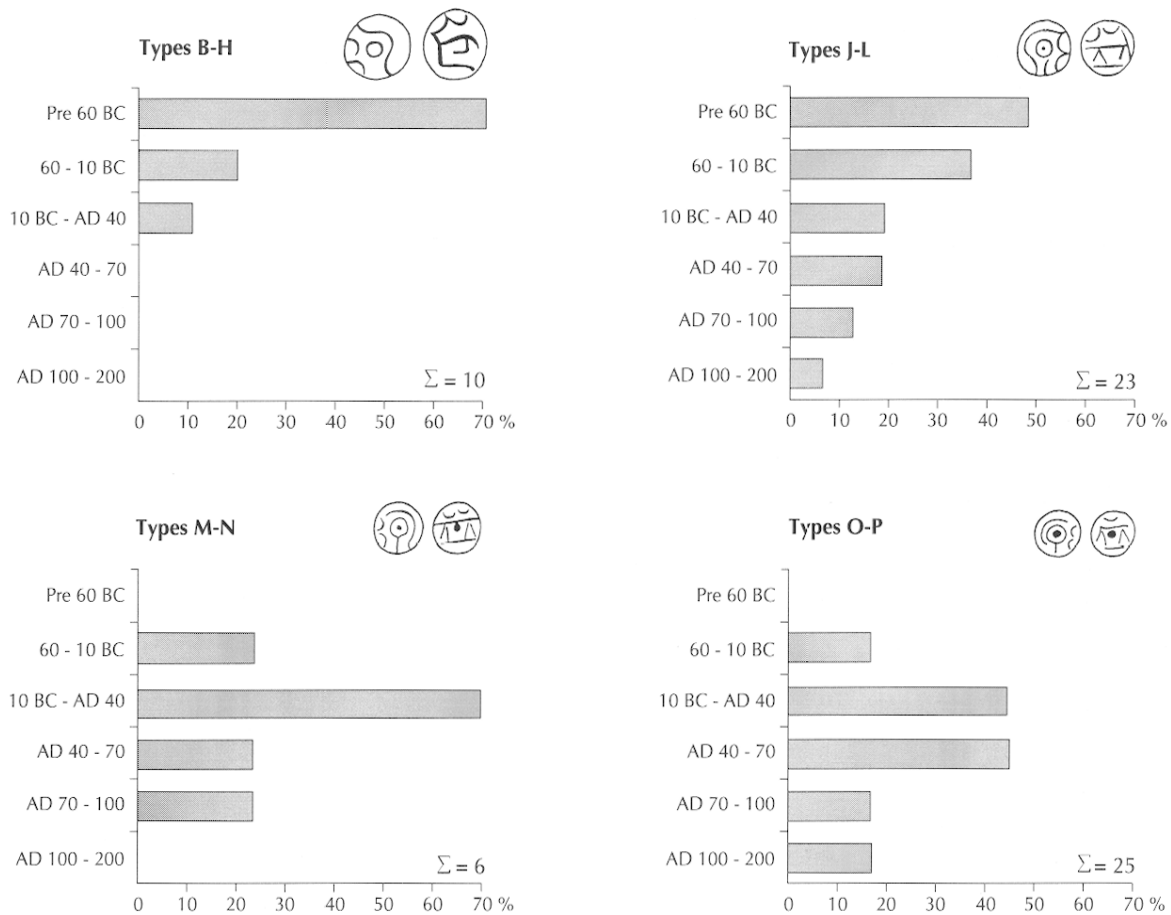 Types B-H
Pre 60 BC
60 - 10 BC
10 BC - AD 40
AD 40 - 70
AD 70 - 100
AD 100 - 200
Σ = 10
0 10 20 30 40 50 60 70 %
Types J-L
Pre 60 BC
60 - 10 BC
10 BC - AD 40
AD 40 - 70
AD 70 - 100
AD 100 - 200
Σ = 23
0 10 20 30 40 50 60 70 %
Types M-N
Pre 60 BC
60 - 10 BC
10 BC - AD 40
AD 40 - 70
AD 70 - 100
AD 100 - 200
Σ = 6
0 10 20 30 40 50 60 70 %
Types O-P
Pre 60 BC
60 - 10 BC
10 BC - AD 40
AD 40 - 70
AD 70 - 100
AD 100 - 200
Σ = 25
0 10 20 30 40 50 60 70 %